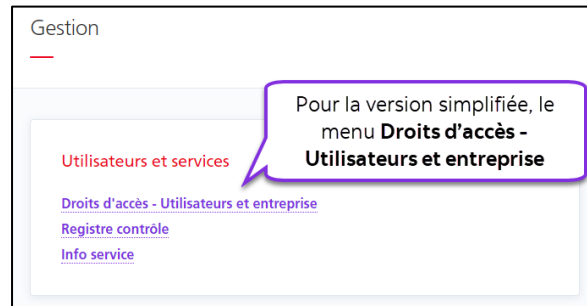 Gestion
Pour la version simplifiée, le
menu Droits d’accès -
Utilisateurs et entreprise
Utilisateurs et services
Droits d'accès - Utilisateurs et entreprise
Registre contrôle
Info service